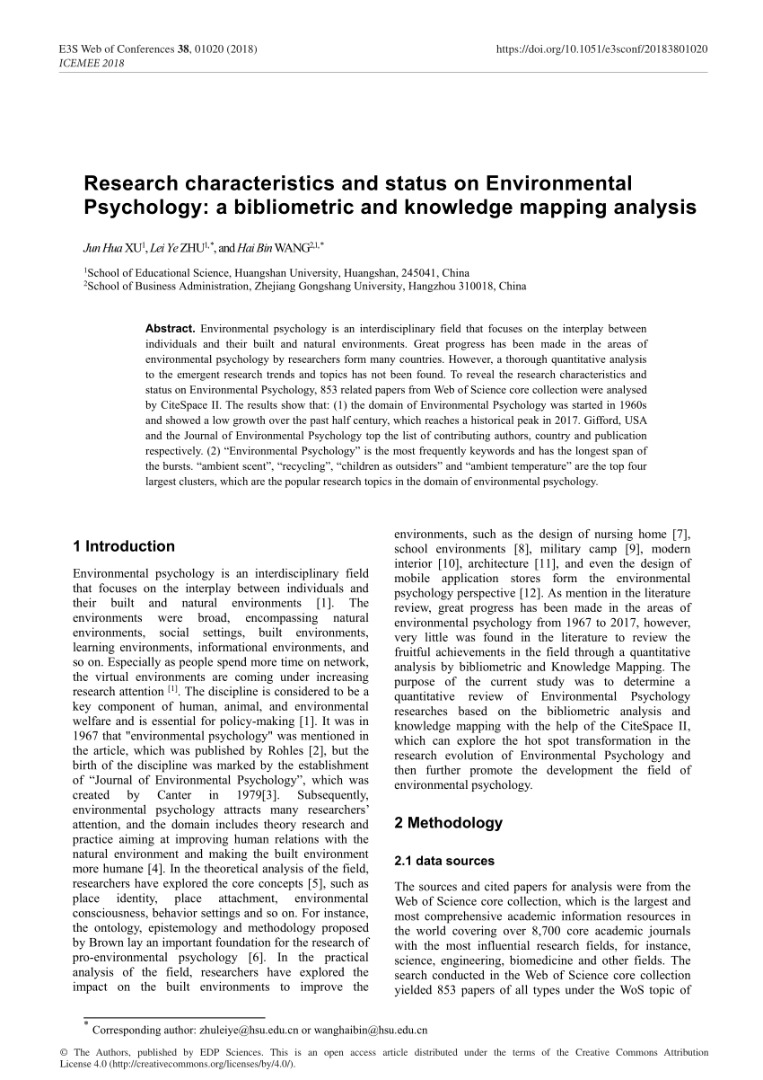 E3S Web of Conferences 38, 01020 (2018)
https://doi.org/10.1051/e3sconf/20183801020
ICEMEE 2018
Research characteristics and status on Environmental
Psychology: a bibliometric and knowledge mapping analysis
Jun Hua XU1, Lei Ye ZHU1,*, and Hai Bin WANG2,1,*
1School of Educational Science, Huangshan University, Huangshan, 245041, China
2School of Business Administration, Zhejiang Gongshang University, Hangzhou 310018, China
Abstract. Environmental psychology is an interdisciplinary field that focuses on the interplay between
individuals and their built and natural environments. Great progress has been made in the areas of
environmental psychology by researchers form many countries. However, a thorough quantitative analysis
to the emergent research trends and topics has not been found. To reveal the research characteristics and
status on Environmental Psychology, 853 related papers from Web of Science core collection were analysed
by CiteSpace II. The results show that: (1) the domain of Environmental Psychology was started in 1960s
and showed a low growth over the past half century, which reaches a historical peak in 2017. Gifford, USA
and the Journal of Environmental Psychology top the list of contributing authors, country and publication
respectively. (2) “Environmental Psychology” is the most frequently keywords and has the longest span of
the bursts. “ambient scent”, “recycling”, “children as outsiders” and “ambient temperature” are the top four
largest clusters, which are the popular research topics in the domain of environmental psychology.
1 Introduction
Environmental psychology is an interdisciplinary field
that focuses on the interplay between individuals and
their built and natural environments [1]. The
environments were broad, encompassing natural
environments, social settings, built environments,
learning environments, informational environments, and
so on. Especially as people spend more time on network,
the virtual environments are coming under increasing
research attention [1]. The discipline is considered to be a
key component of human, animal, and environmental
welfare and is essential for policy-making [1]. It was in
1967 that "environmental psychology" was mentioned in
the article, which was published by Rohles [2], but the
birth of the discipline was marked by the establishment
of “Journal of Environmental Psychology”, which was
created by Canter in 1979[3]. Subsequently,
environmental psychology attracts many researchers’
attention, and the domain includes theory research and
practice aiming at improving human relations with the
natural environment and making the built environment
more humane [4]. In the theoretical analysis of the field,
researchers have explored the core concepts [5], such as
place identity, place attachment, environmental
consciousness, behavior settings and so on. For instance,
the ontology, epistemology and methodology proposed
by Brown lay an important foundation for the research of
pro-environmental psychology [6]. In the practical
analysis of the field, researchers have explored the
impact on the built environments to improve the
environments, such as the design of nursing home [7],
school environments [8], military camp [9], modern
interior [10], architecture [11], and even the design of
mobile application stores form the environmental
psychology perspective [12]. As mention in the literature
review, great progress has been made in the areas of
environmental psychology from 1967 to 2017, however,
very little was found in the literature to review the
fruitful achievements in the field through a quantitative
analysis by bibliometric and Knowledge Mapping. The
purpose of the current study was to determine a
quantitative review of Environmental Psychology
researches based on the bibliometric analysis and
knowledge mapping with the help of the CiteSpace II,
which can explore the hot spot transformation in the
research evolution of Environmental Psychology and
then further promote the development the field of
environmental psychology.
2 Methodology
2.1 data sources
The sources and cited papers for analysis were from the
Web of Science core collection, which is the largest and
most comprehensive academic information resources in
the world covering over 8,700 core academic journals
with the most influential research fields, for instance,
science, engineering, biomedicine and other fields. The
search conducted in the Web of Science core collection
yielded 853 papers of all types under the WoS topic of
* Corresponding author: zhuleiye@hsu.edu.cn or wanghaibin@hsu.edu.cn
© The Authors, published by EDP Sciences. This is an open access article distributed under the terms of the Creative Commons Attribution
License 4.0 (http://creativecommons.org/licenses/by/4.0/).